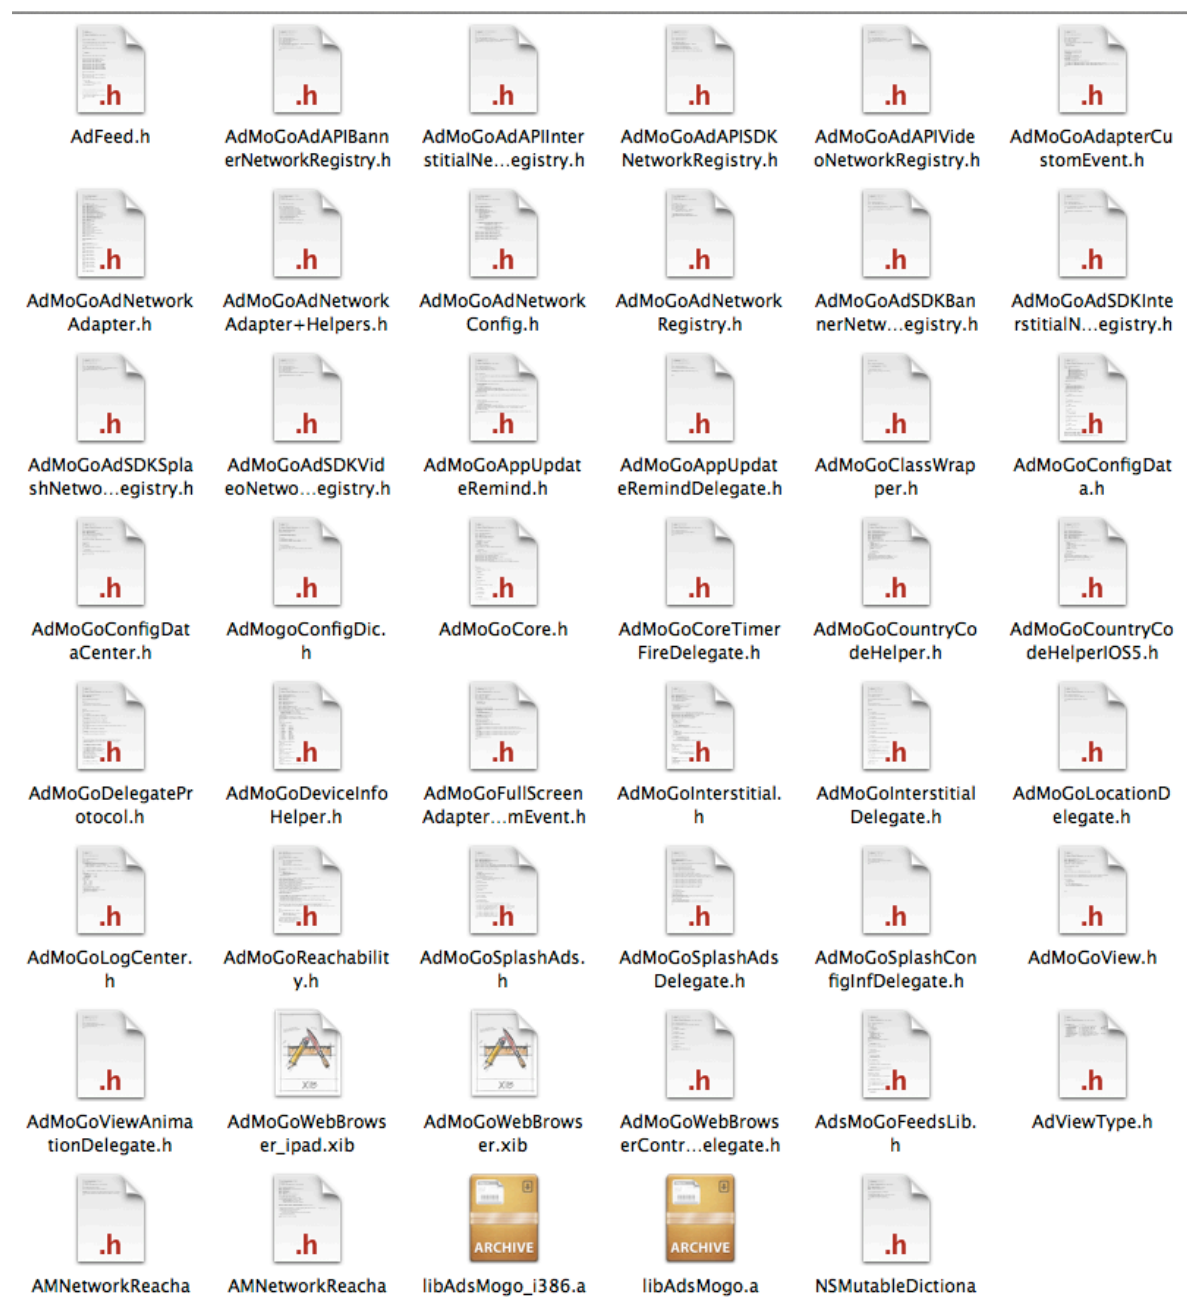 .h .h .h .h .h .h
AdFeed.h AdMoGoAdAPIBann AdMoGoAdAPIInter AdMoGoAdAPISDK AdMoGoAdAPIVide AdMoGoAdapterCu
erNetworkRegistry.h stitialNe...egistry.h NetworkRegistry.h oNetworkRegistry.h stomEvent.h
.h .h .h .h .h .h
AdMoGoAdNetwork AdMoGoAdNetwork AdMoGoAdNetwork AdMoGoAdNetwork AdMoGoAdSDKBan AdMoGoAdSDKInte
Adapter.h Adapter+Helpers.h Config.h Registry.h nerNetw...egistry.h rstitialN...egistry.h
.h .h .h .h .h .h
AdMoGoAdSDKSpla AdMoGoAdSDKVid AdMoGoAppUpdat AdMoGoAppUpdat AdMoGoClassWrap AdMoGoConfigDat
shNetwo...egistry.h eoNetwo...egistry.h eRemind.h eRemindDelegate.h per.h a.h
.h .h .h .h .h .h
AdMoGoConfigDat AdMogoConfigDic. AdMoGoCore.h AdMoGoCoreTimer AdMoGoCountryCo AdMoGoCountryCo
aCenter.h h FireDelegate.h deHelper.h deHelperIOS5.h
.h .h .h .h .h .h
AdMoGoDelegatePr AdMoGoDeviceInfo AdMoGoFullScreen AdMoGoInterstitial. AdMoGoInterstitial AdMoGoLocationD
otocol.h Helper.h Adapter...mEvent.h h Delegate.h elegate.h
.h .h .h .h .h .h
AdMoGoLogCenter. AdMoGoReachabilit AdMoGoSplashAds. AdMoGoSplashAds AdMoGoSplashCon AdMoGoView.h
h y.h h Delegate.h figInfDelegate.h
.h XIB XIB .h .h .h
AdMoGoViewAnima AdMoGoWebBrows AdMoGoWebBrows AdMoGoWebBrows AdsMoGoFeedsLib. AdViewType.h
tionDelegate.h er_ipad.xib er.xib erContr...elegate.h h
.h .h ARCHIVE ARCHIVE .h
AMNetworkReacha AMNetworkReacha libAdsMogo_i386.a libAdsMogo.a NSMutableDictiona